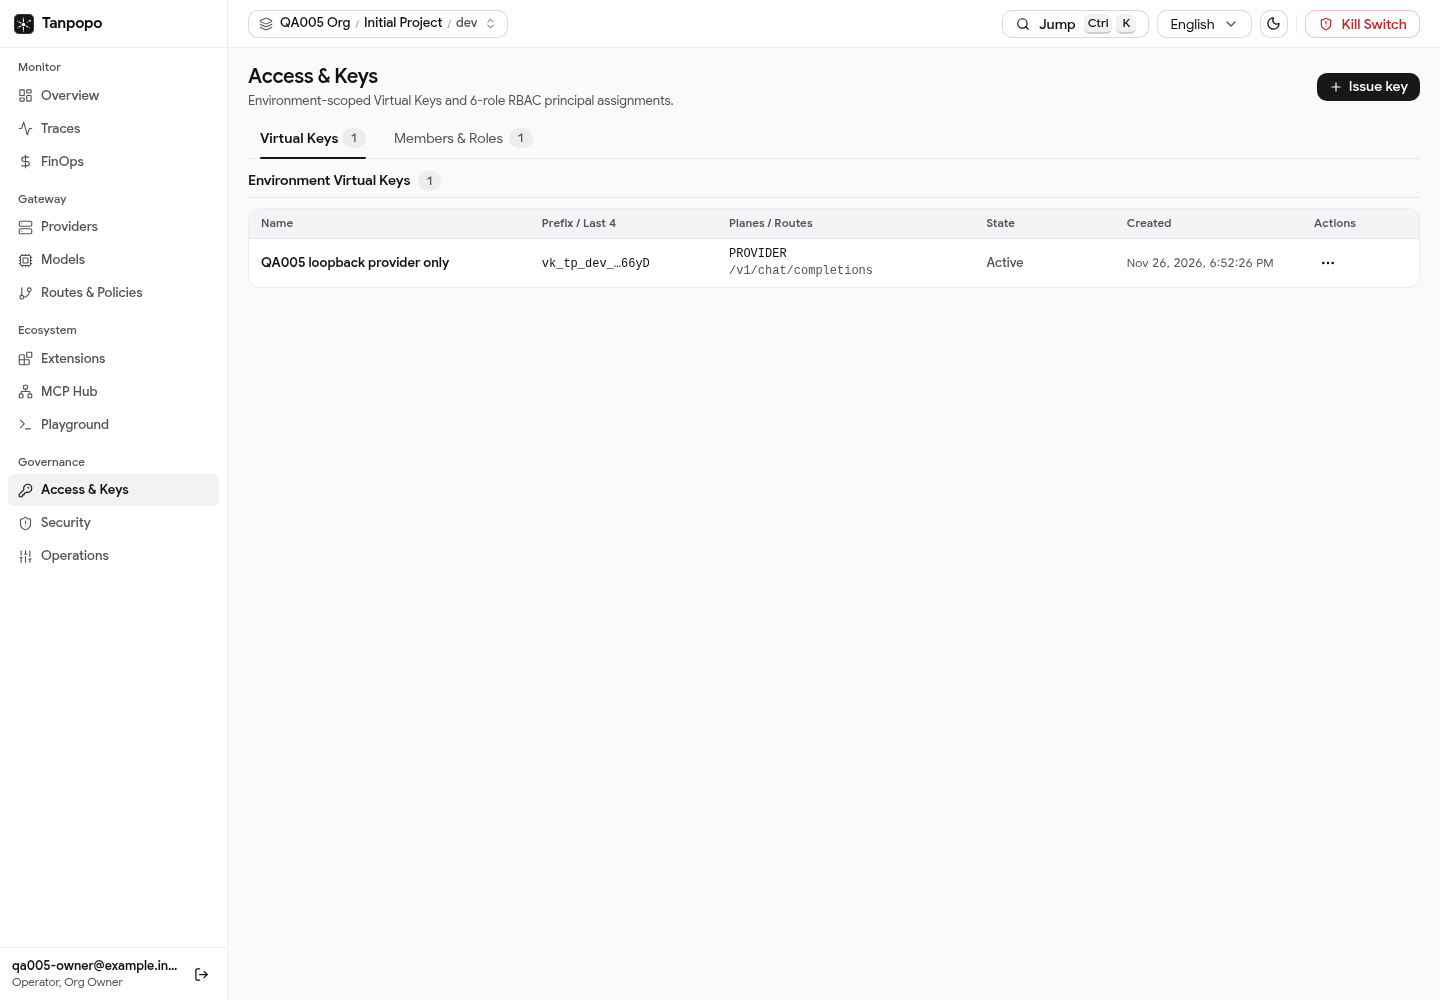 Tanpopo
QA005 Org / Initial Project / dev
Jump Ctrl K
English
Kill Switch
Monitor
Overview
Traces
FinOps
Gateway
Providers
Models
Routes & Policies
Ecosystem
Extensions
MCP Hub
Playground
Governance
Access & Keys
Security
Operations
qa005-owner@example.in...
Operator, Org Owner
Access & Keys
Environment-scoped Virtual Keys and 6-role RBAC principal assignments.
+ Issue key
Virtual Keys 1 Members & Roles 1
Environment Virtual Keys 1
Name Prefix / Last 4 Planes / Routes State Created Actions
QA005 loopback provider only vk_tp_dev_…66yD PROVIDER Active Nov 26, 2026, 6:52:26 PM ···
/v1/chat/completions